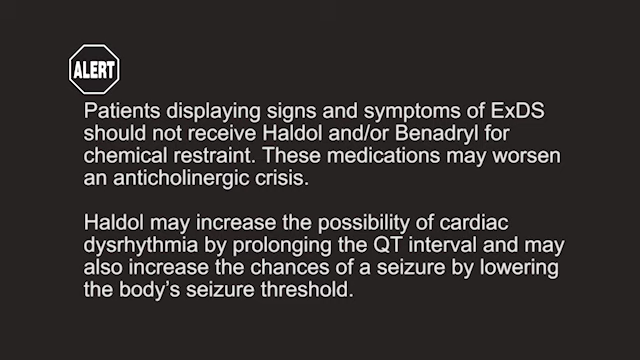 ALERT
Patients displaying signs and symptoms of ExDS
should not receive Haldol and/or Benadryl for
chemical restraint. These medications may worsen
an anticholinergic crisis.
Haldol may increase the possibility of cardiac
dysrhythmia by prolonging the QT interval and may
also increase the chances of a seizure by lowering
the body's seizure threshold.